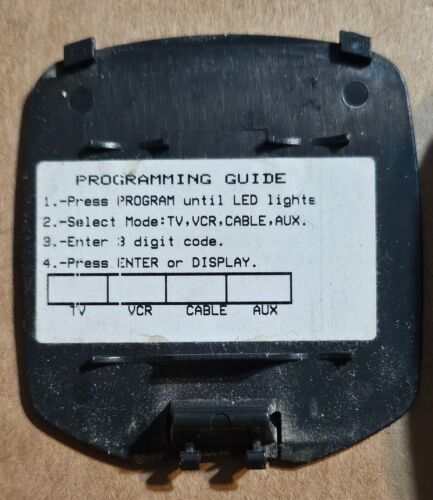 PROGRAMMING GUIDE
1.-Press PROGRAM until LED lights
2.-Select Mode:TV,VCR,CABLE,AUX.
3.-Enter 3 digit code.
4.-Press ENTER or DISPLAY.
TV VCR CABLE AUX